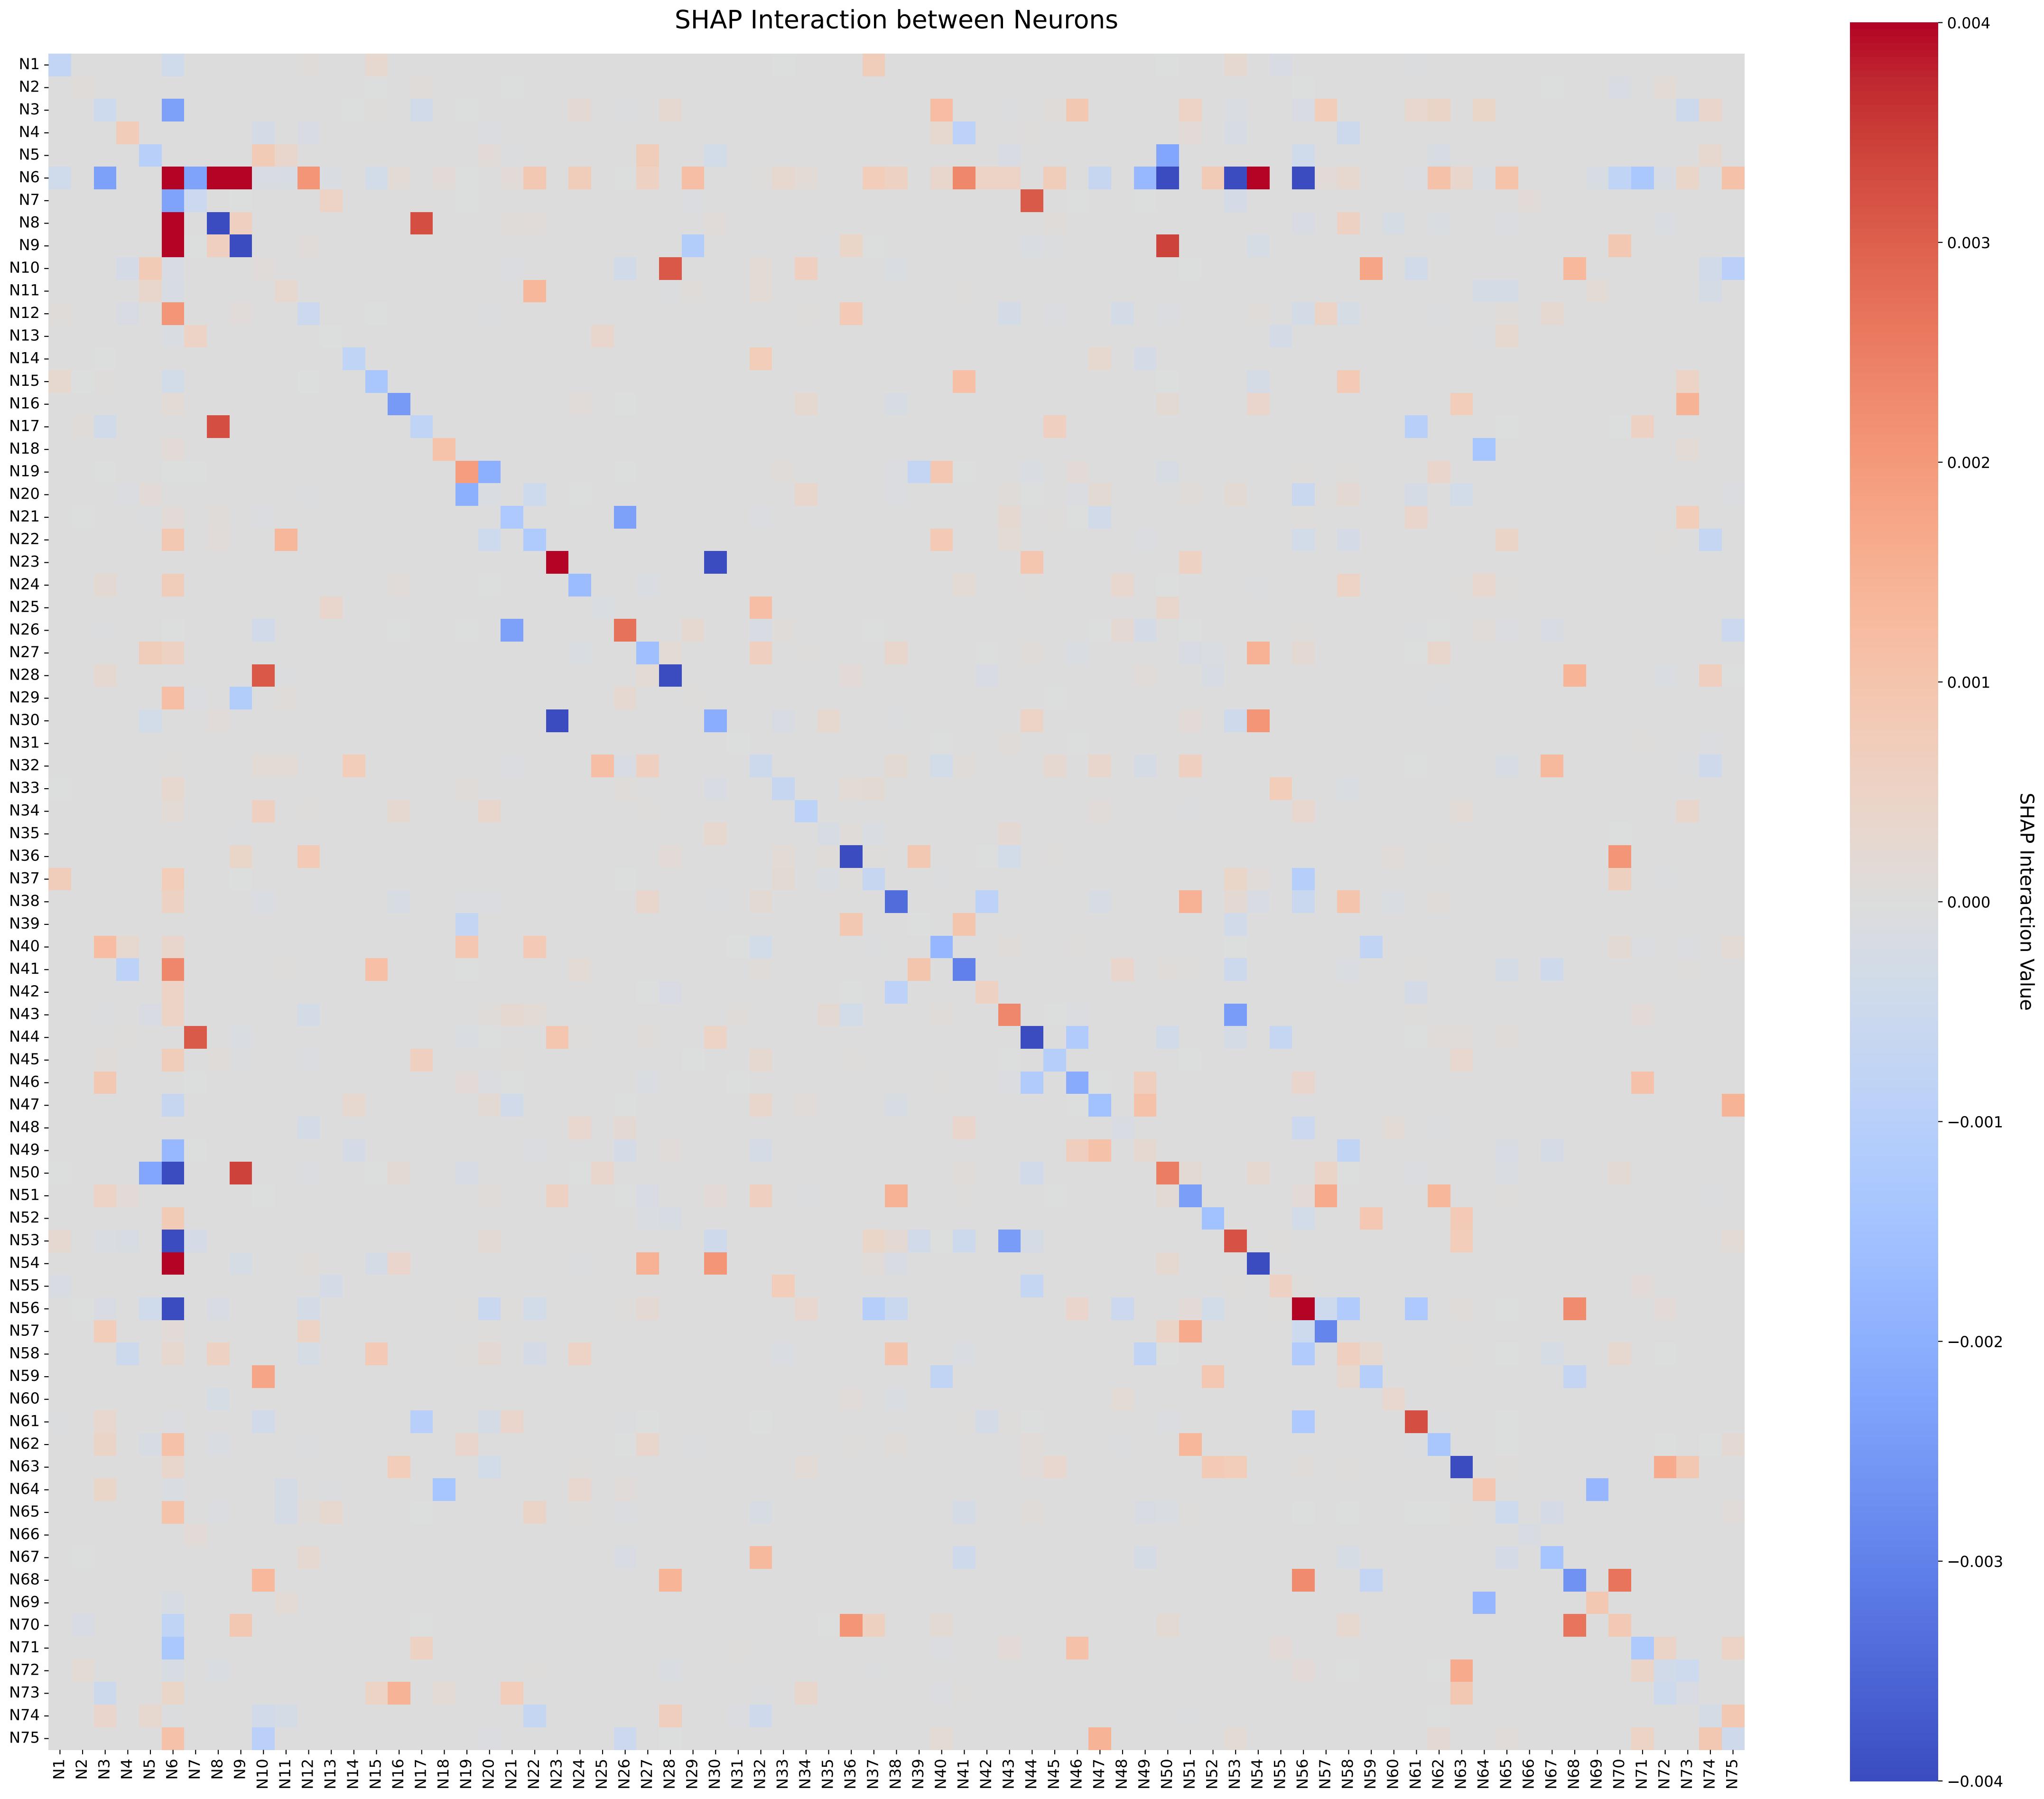 SHAP Interaction between Neurons
N1
N2
N3
N4
N5
N6
N7
N8
N9
N10
N11
N12
N13
N14
N15
N16
N17
N18
N19
N20
N21
N22
N23
N24
N25
N26
N27
N28
N29
N30
N31
N32
N33
N34
N35
N36
N37
N38
N39
N40
N41
N42
N43
N44
N45
N46
N47
N48
N49
N50
N51
N52
N53
N54
N55
N56
N57
N58
N59
N60
N61
N62
N63
N64
N65
N66
N67
N68
N69
N70
N71
N72
N73
N74
N75
N1 N2 N3 N4 N5 N6 N7 N8 N9 N10 N11 N12 N13 N14 N15 N16 N17 N18 N19 N20 N21 N22 N23 N24 N25 N26 N27 N28 N29 N30 N31 N32 N33 N34 N35 N36 N37 N38 N39 N40 N41 N42 N43 N44 N45 N46 N47 N48 N49 N50 N51 N52 N53 N54 N55 N56 N57 N58 N59 N60 N61 N62 N63 N64 N65 N66 N67 N68 N69 N70 N71 N72 N73 N74 N75
0.004
0.003
0.002
0.001
0.000
−0.001
−0.002
−0.003
−0.004
SHAP Interaction Value